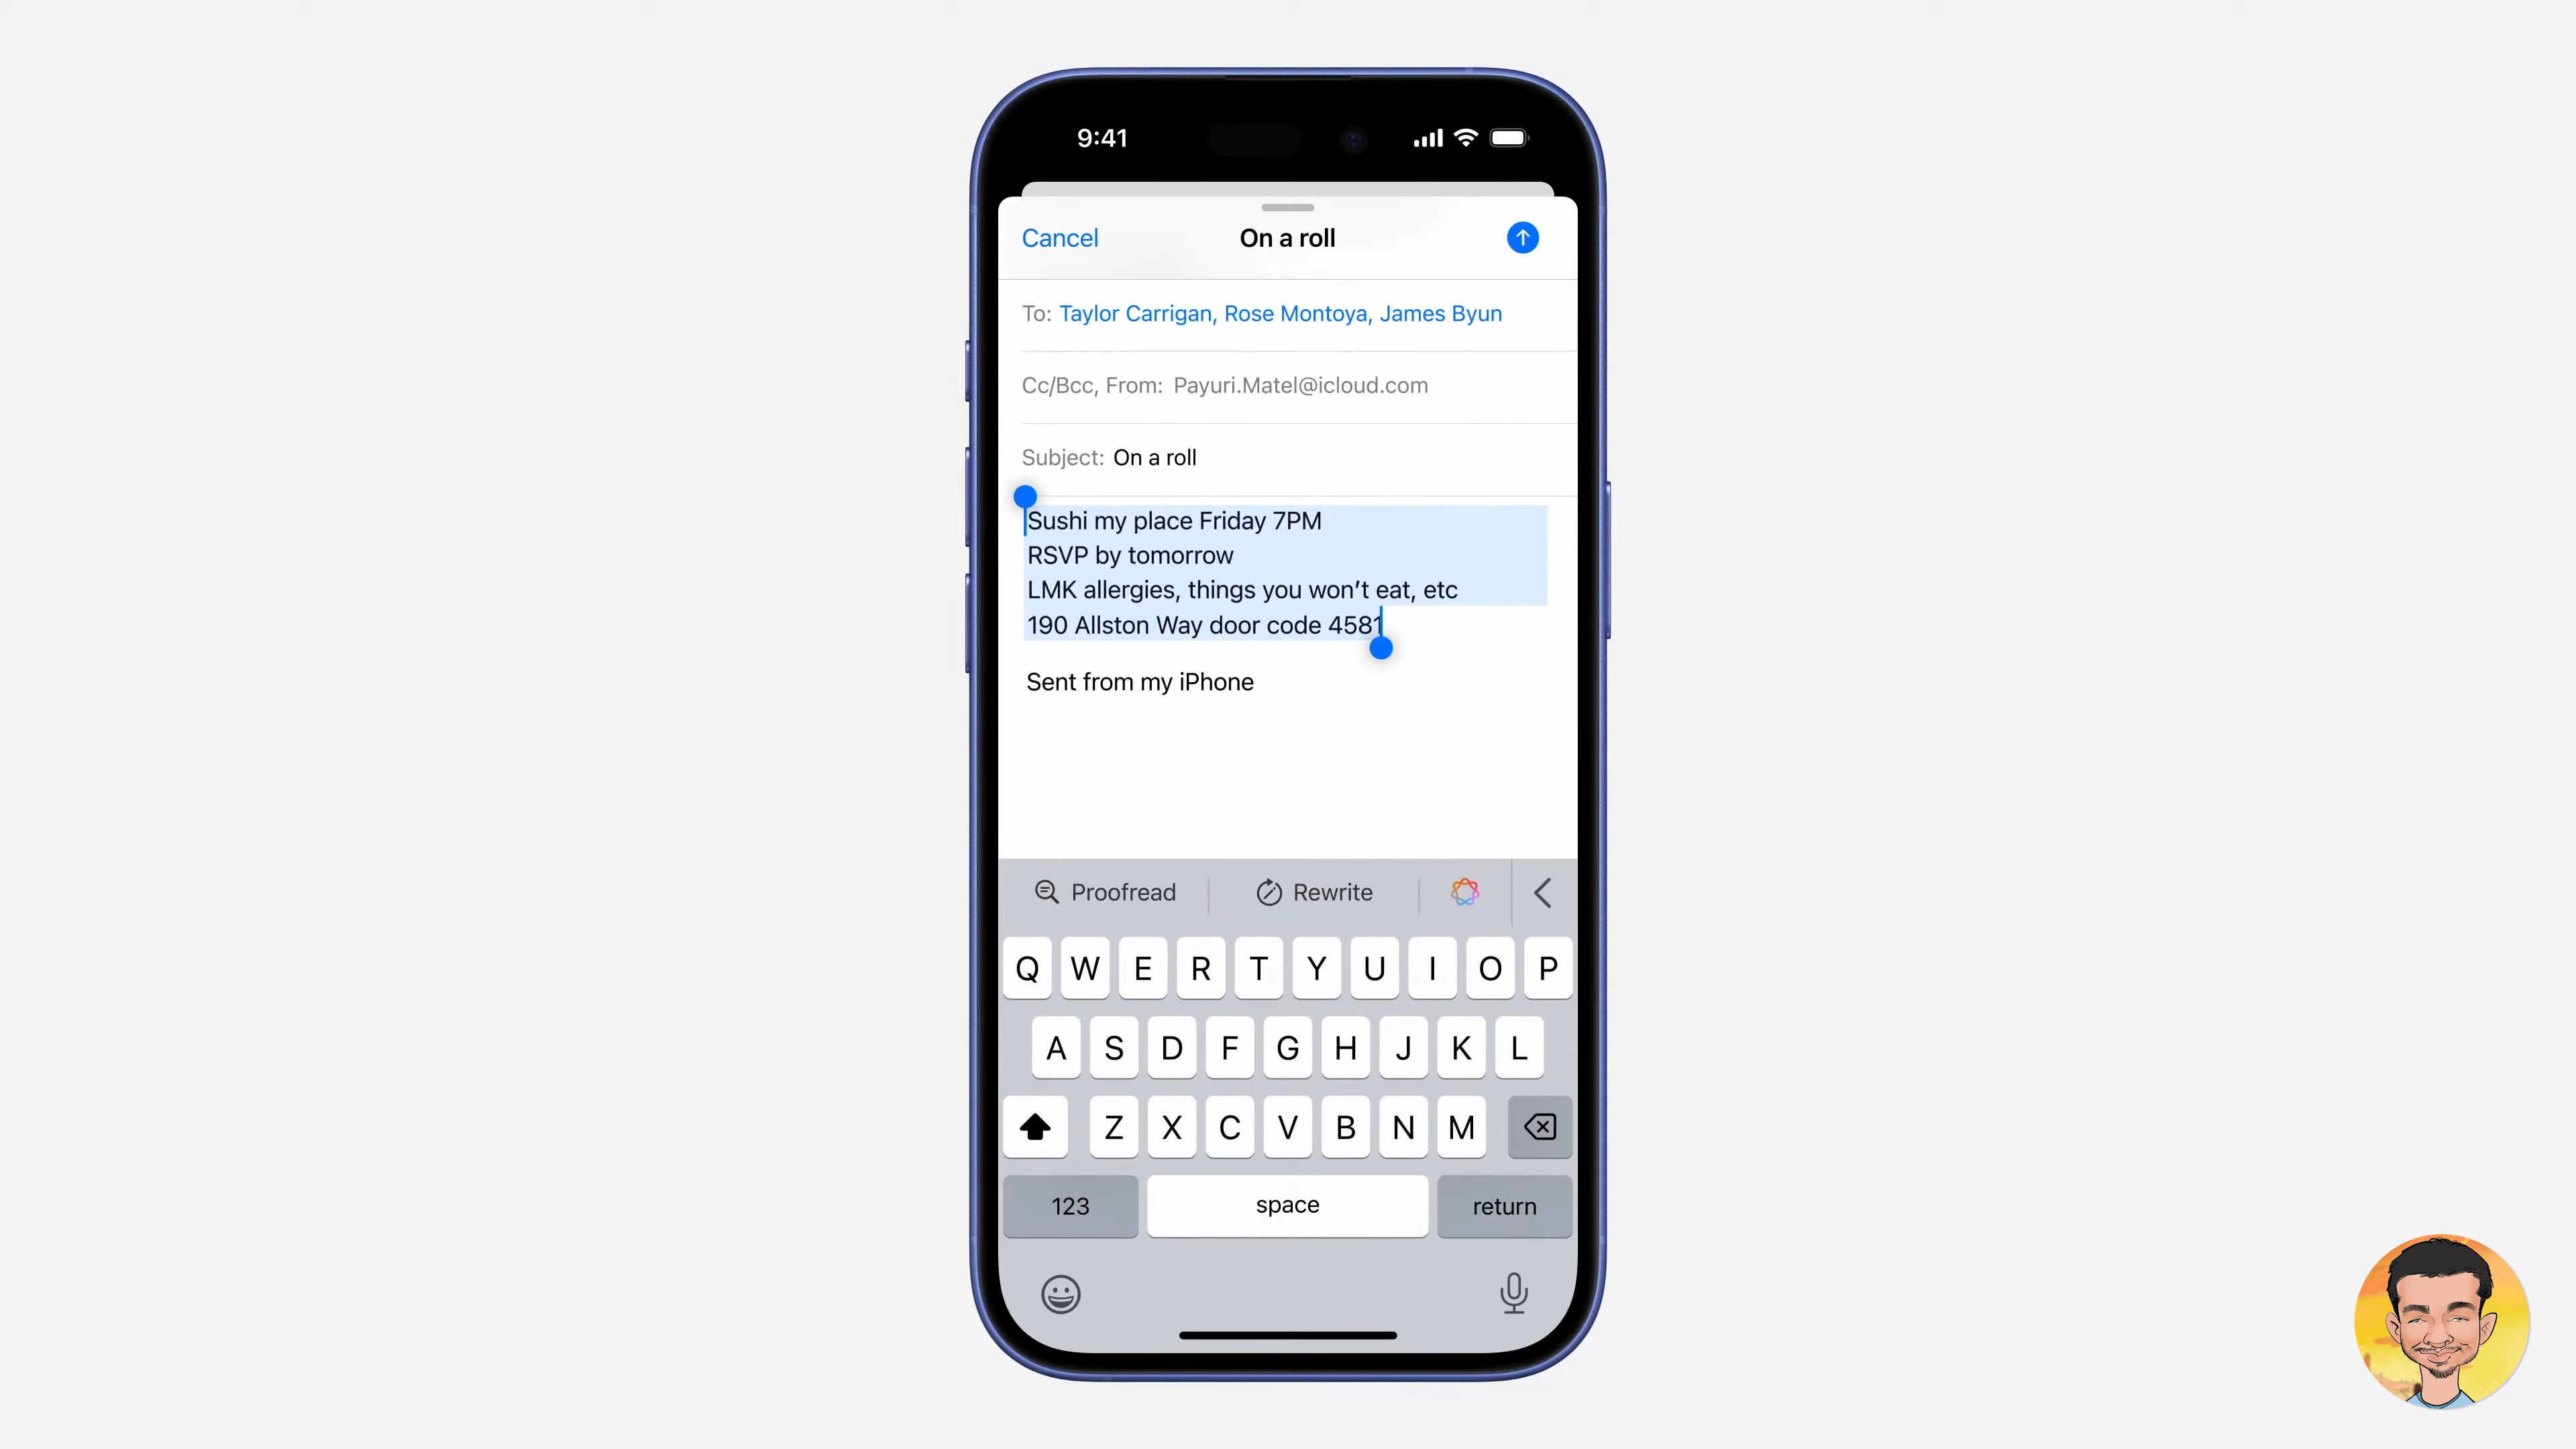 9:41
Cancel On a roll
To: Taylor Carrigan, Rose Montoya, James Byun
Cc/Bcc, From: Payuri.Matel@icloud.com
Subject: On a roll
Sushi my place Friday 7PM
RSVP by tomorrow
LMK allergies, things you won’t eat, etc
190 Allston Way door code 4581
Sent from my iPhone
Proofread Rewrite
Q W E R T Y U I O P
A S D F G H J K L
Z X C V B N M
123 space return